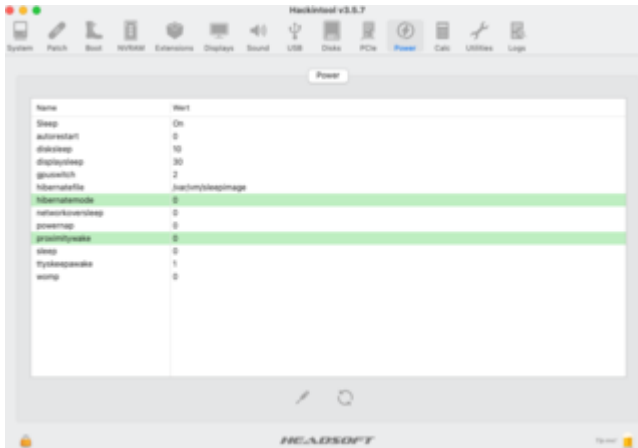 Hackintool v3.5.7
System Patch Boot NVRAM Extensions Displays Sound USB Disks PCIe Power Calc Utilities Logs
Power
Name Wert
Sleep On
autorestart 0
disksleep 10
displaysleep 30
gpuswitch 2
hibernatefile /var/vm/sleepimage
hibernatemode 0
networkoversleep 0
powernap 0
proximitywake 0
sleep 0
ttyskeepawake 1
womp 0
HEADSOFT